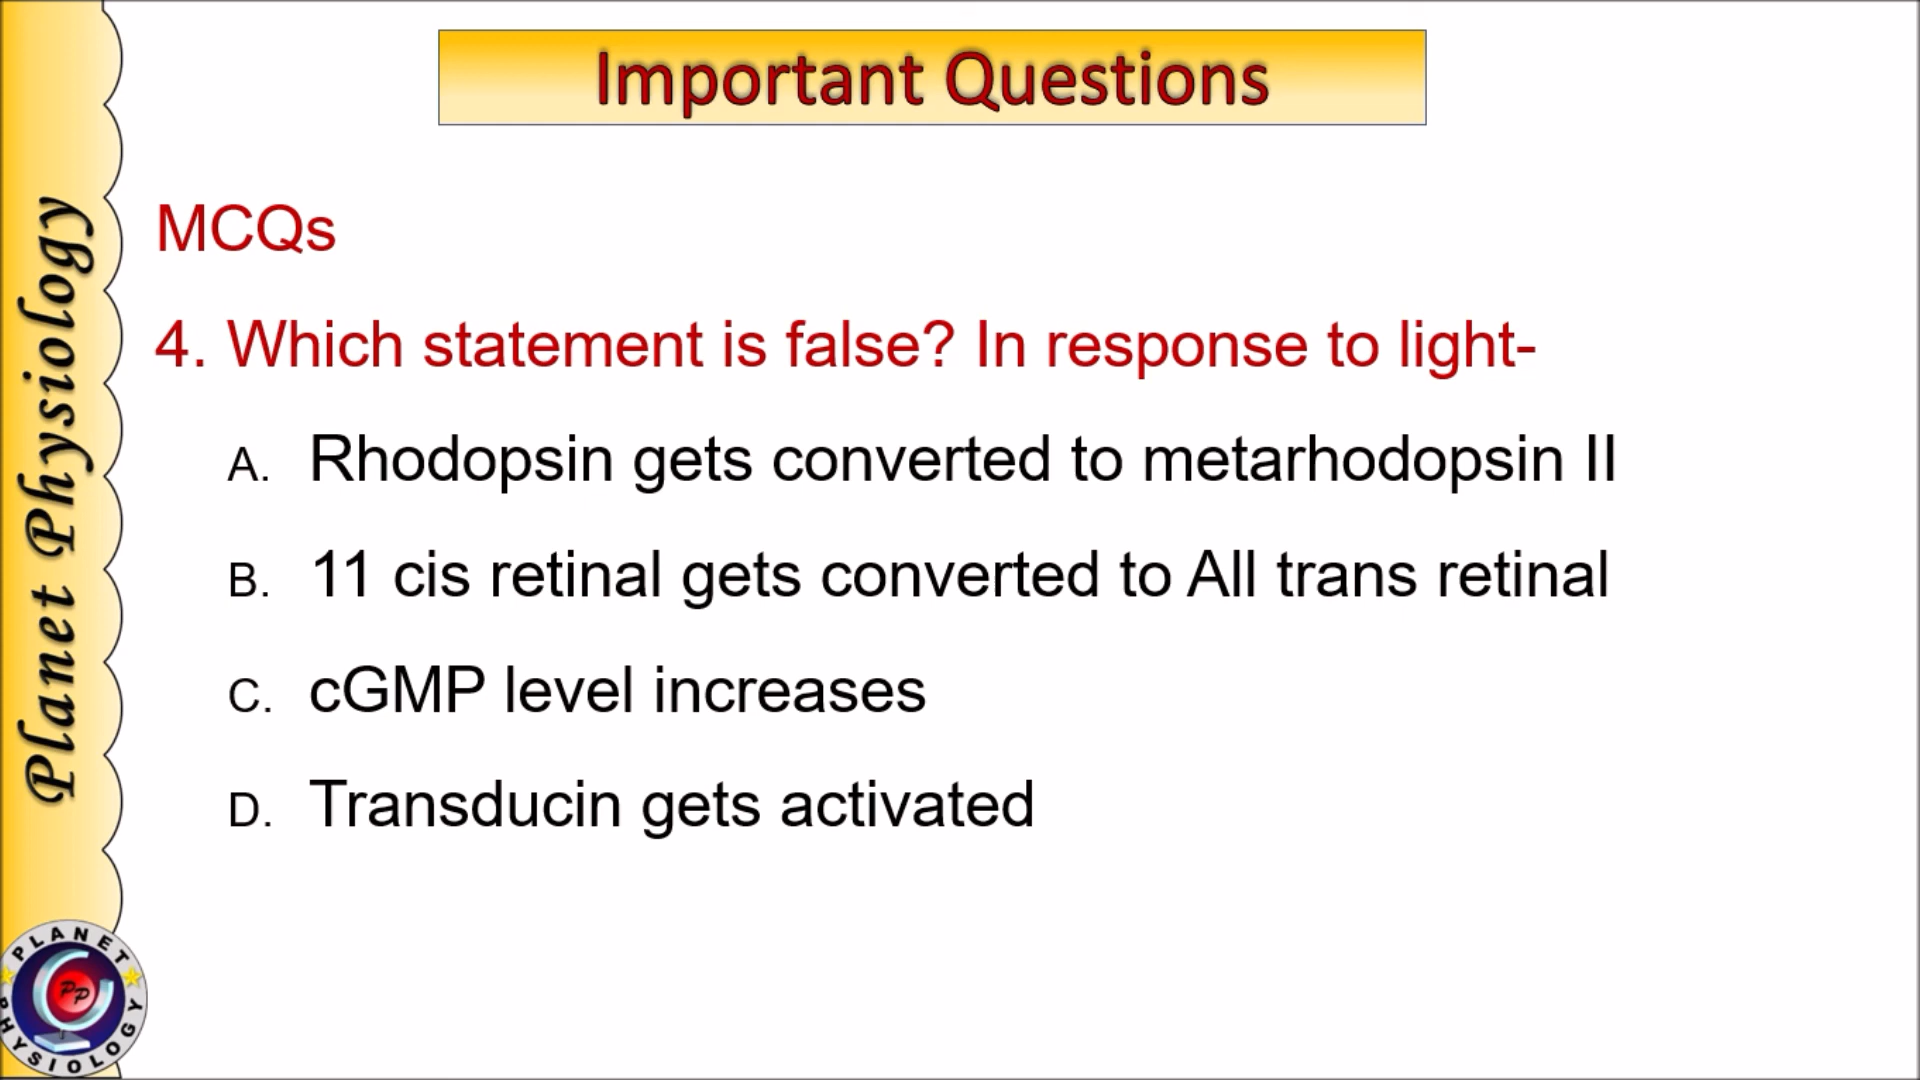 Important Questions
MCQs
4. Which statement is false? In response to light-
A. Rhodopsin gets converted to metarhodopsin II
B. 11 cis retinal gets converted to All trans retinal
C. cGMP level increases
D. Transducin gets activated
Planet Physiology
PLANET
PP
PHYSIOLOGY